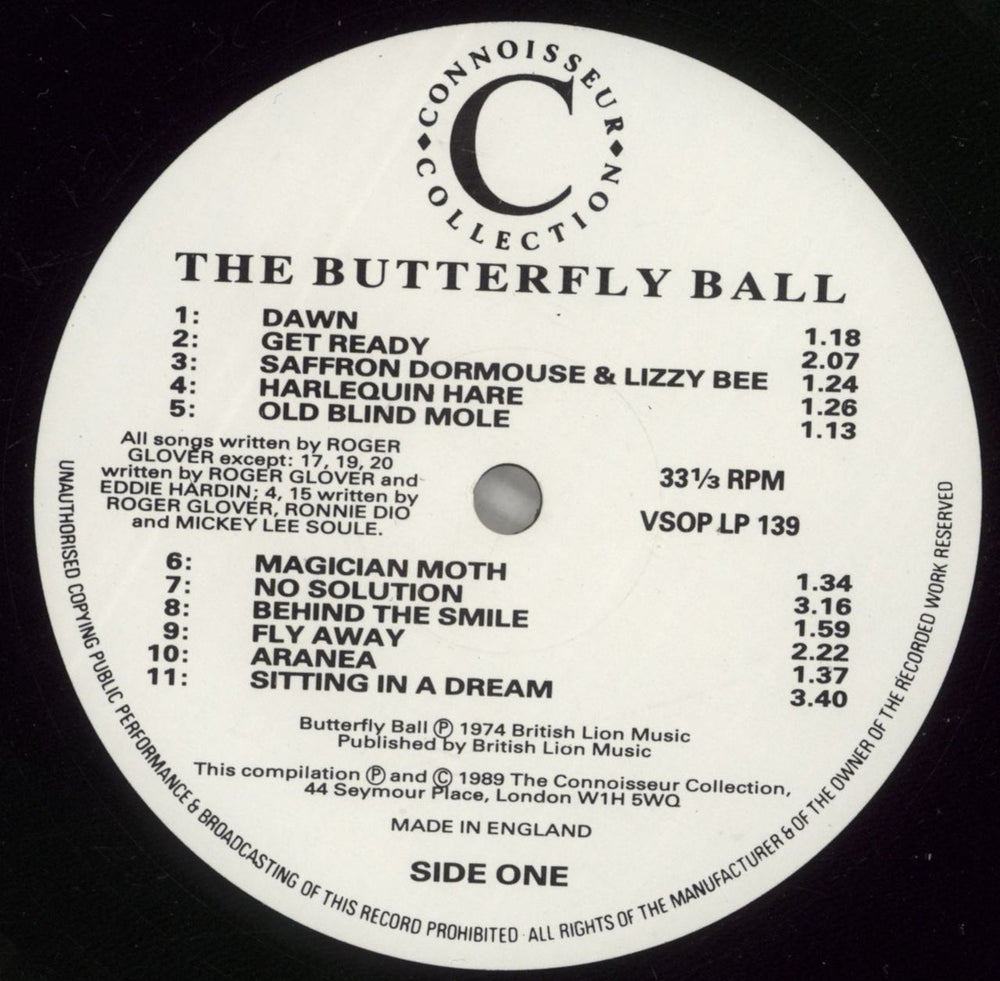 CONNOISSEUR
C
COLLECTION
THE BUTTERFLY BALL
1: DAWN 1.18
2: GET READY 2.07
3: SAFFRON DORMOUSE & LIZZY BEE 1.24
4: HARLEQUIN HARE 1.26
5: OLD BLIND MOLE 1.13
All songs written by ROGER
GLOVER except: 17, 19, 20
written by ROGER GLOVER and
EDDIE HARDIN; 4, 15 written by
ROGER GLOVER, RONNIE DIO
and MICKEY LEE SOULE.
33⅓ RPM
VSOP LP 139
6: MAGICIAN MOTH 1.34
7: NO SOLUTION 3.16
8: BEHIND THE SMILE 1.59
9: FLY AWAY 2.22
10: ARANEA 1.37
11: SITTING IN A DREAM 3.40
Butterfly Ball ℗ 1974 British Lion Music
Published by British Lion Music
This compilation ℗ and © 1989 The Connoisseur Collection,
44 Seymour Place, London W1H 5WQ
MADE IN ENGLAND
SIDE ONE
UNAUTHORISED COPYING PUBLIC PERFORMANCE & BROADCASTING OF THIS RECORD PROHIBITED · ALL RIGHTS OF THE MANUFACTURER & OF THE OWNER OF THE RECORDED WORK RESERVED